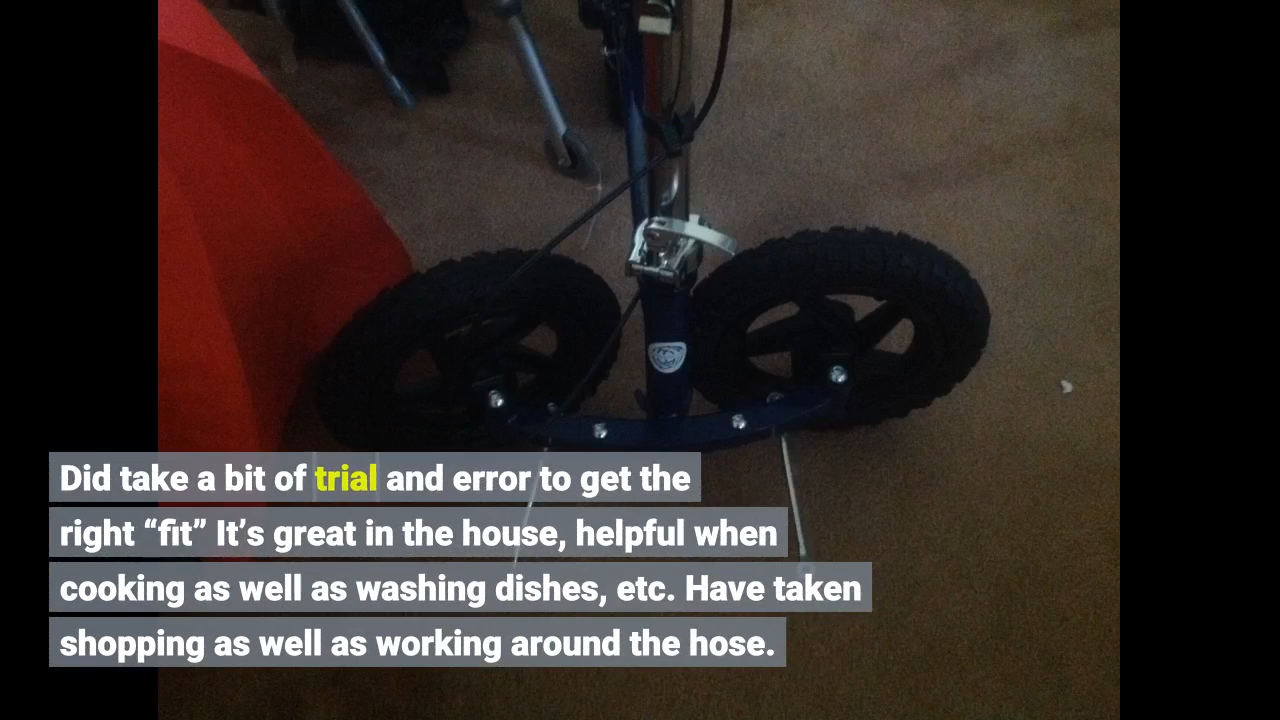 Did take a bit of trial and error to get the
right “fit” It’s great in the house, helpful when
cooking as well as washing dishes, etc. Have taken
shopping as well as working around the hose.